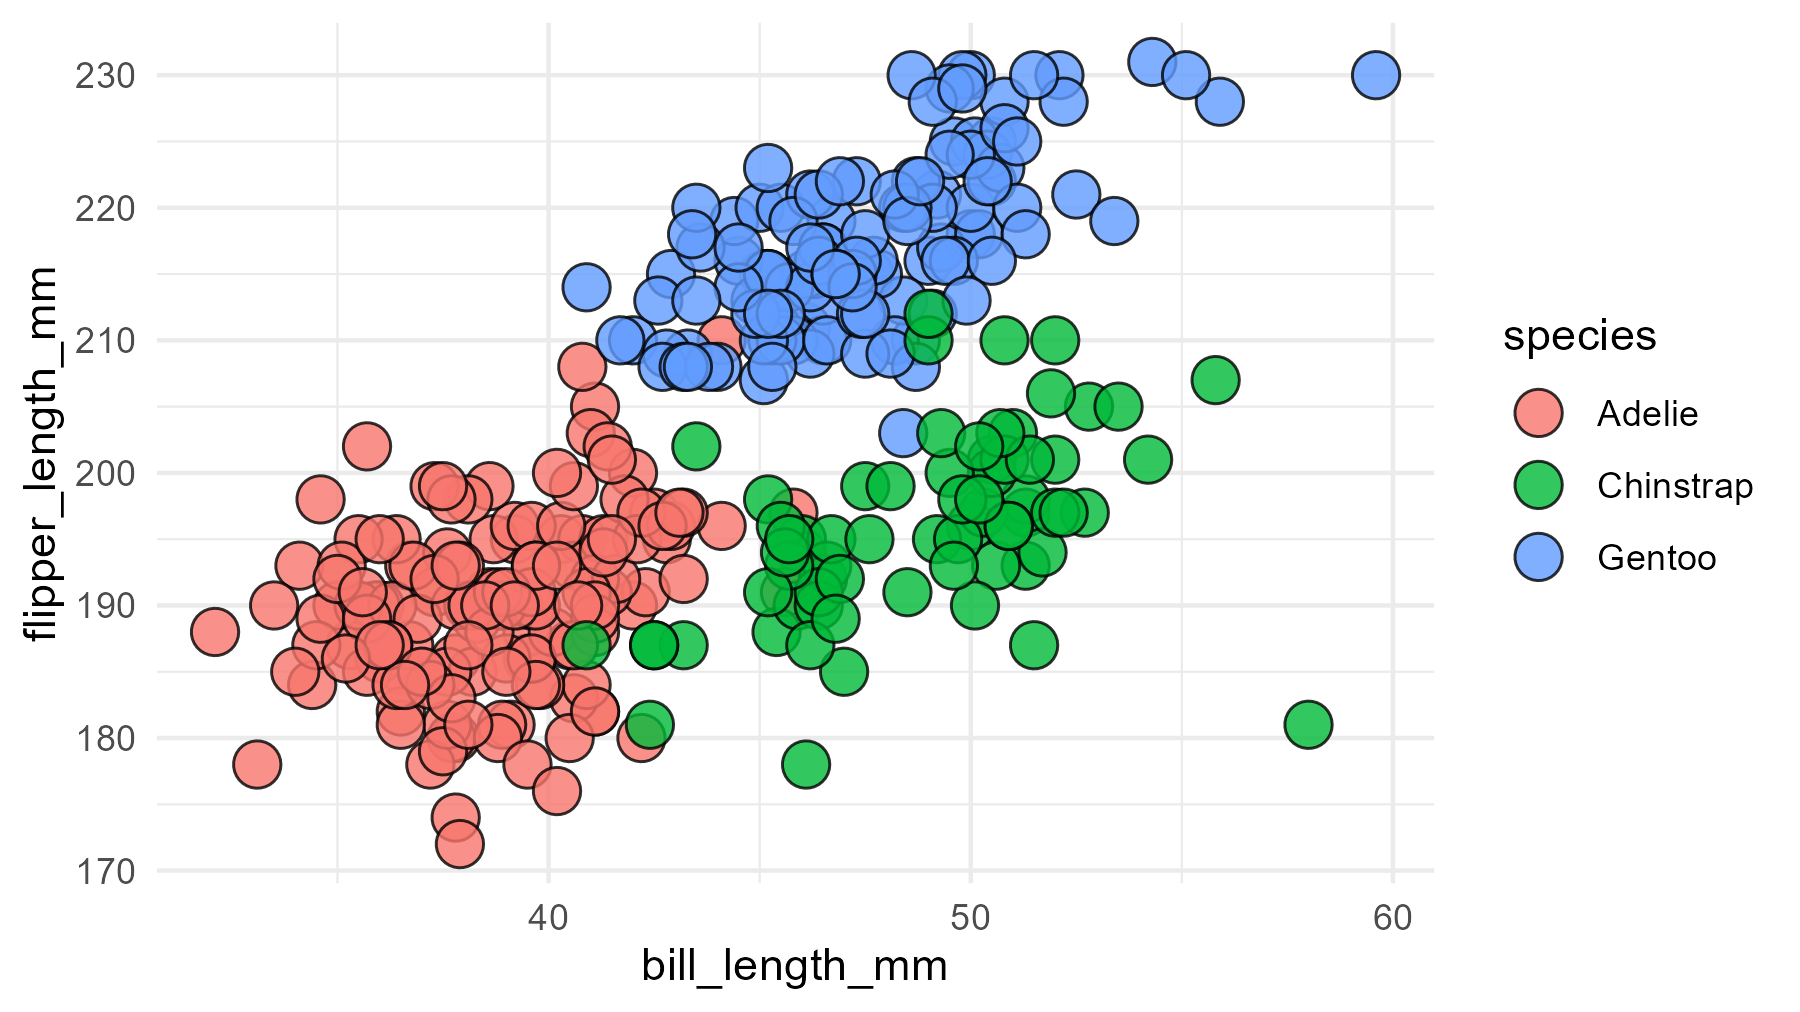 230
220
210
200
190
180
170
flipper_length_mm
40 50 60
bill_length_mm
species
Adelie
Chinstrap
Gentoo